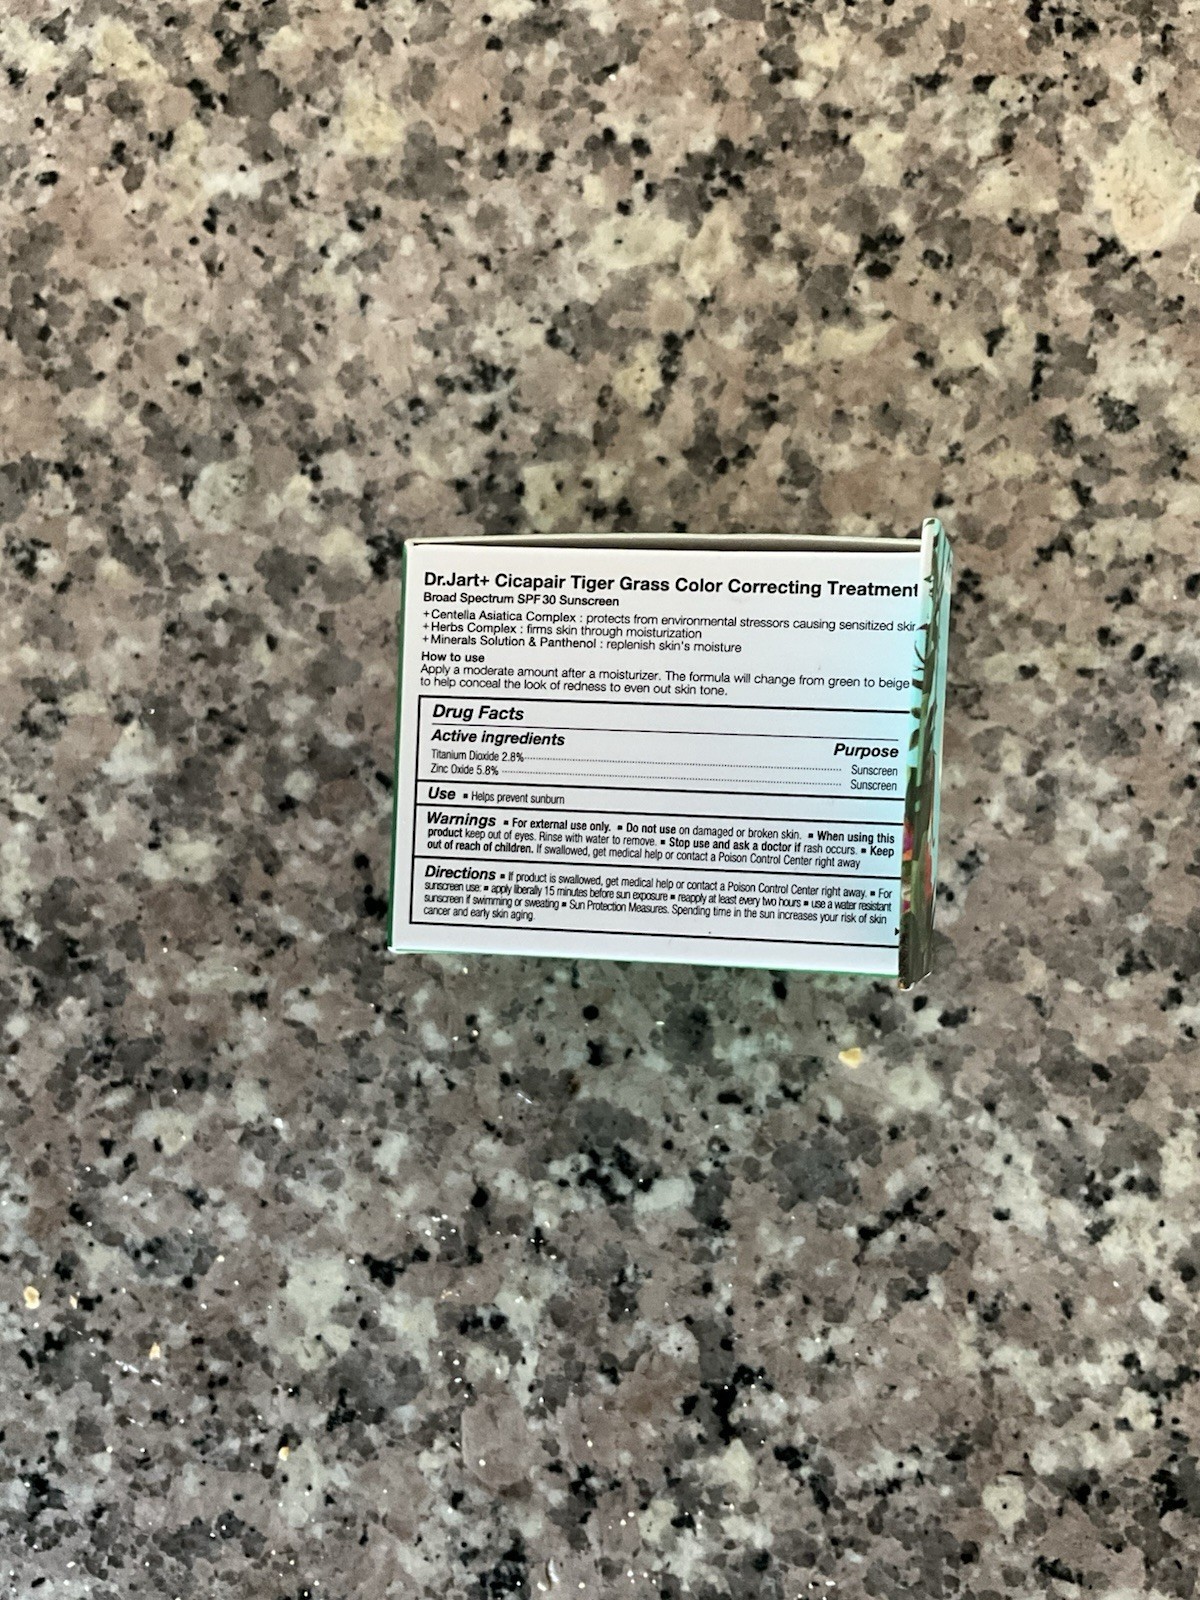 Dr.Jart+ Cicapair Tiger Grass Color Correcting Treatment
Broad Spectrum SPF 30 Sunscreen
+Centella Asiatica Complex : protects from environmental stressors causing sensitized skin
+Herbs Complex : firms skin through moisturization
+Minerals Solution & Panthenol : replenish skin's moisture
How to use
Apply a moderate amount after a moisturizer. The formula will change from green to beige
to help conceal the look of redness to even out skin tone.
Drug Facts
Active ingredients Purpose
Titanium Dioxide 2.8% Sunscreen
Zinc Oxide 5.8% Sunscreen
Use ▪ Helps prevent sunburn
Warnings ▪ For external use only. ▪ Do not use on damaged or broken skin. ▪ When using this
product keep out of eyes. Rinse with water to remove. ▪ Stop use and ask a doctor if rash occurs. ▪ Keep
out of reach of children. If swallowed, get medical help or contact a Poison Control Center right away
Directions ▪ If product is swallowed, get medical help or contact a Poison Control Center right away. ▪ For
sunscreen use: ▪ apply liberally 15 minutes before sun exposure ▪ reapply at least every two hours ▪ use a water resistant
sunscreen if swimming or sweating ▪ Sun Protection Measures. Spending time in the sun increases your risk of skin
cancer and early skin aging.